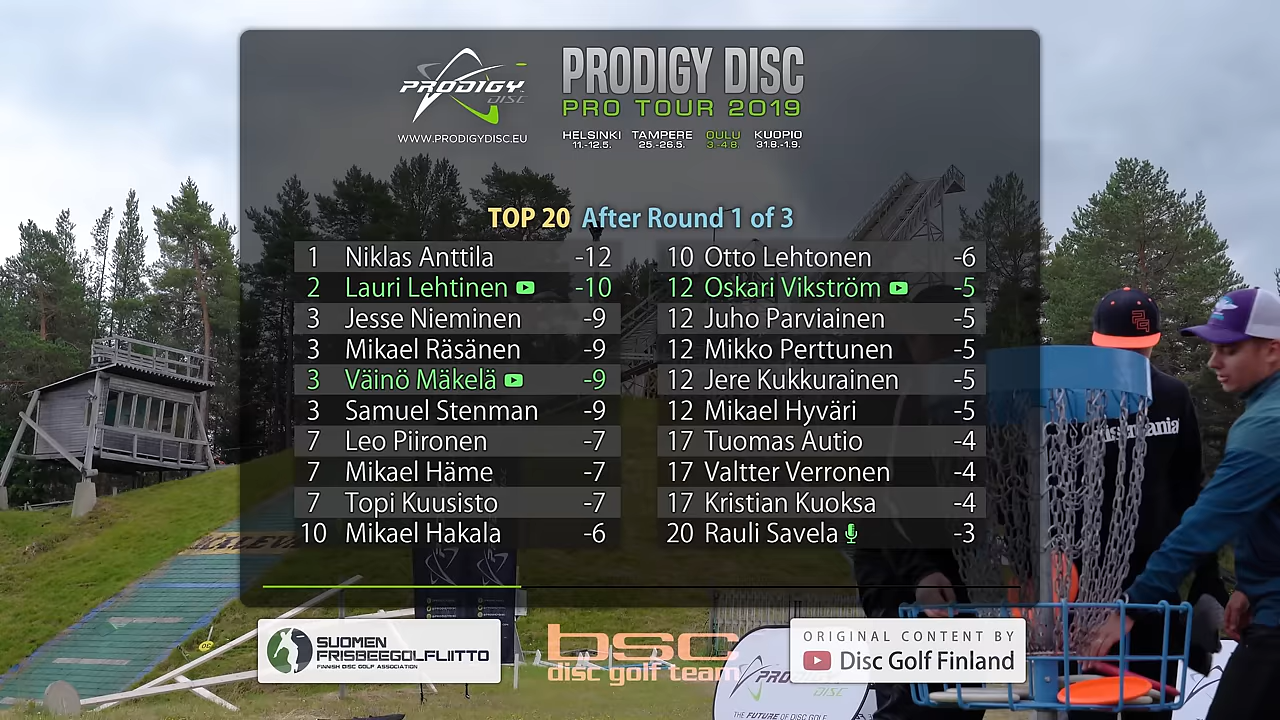 PRODIGY DISC
WWW.PRODIGYDISC.EU
PRODIGY DISC
PRO TOUR 2019
HELSINKI TAMPERE OULU KUOPIO
11.-12.5. 25.-26.5. 3.-4.8. 31.8.-1.9.
TOP 20 After Round 1 of 3
1 Niklas Anttila -12
2 Lauri Lehtinen -10
3 Jesse Nieminen -9
3 Mikael Räsänen -9
3 Väinö Mäkelä -9
3 Samuel Stenman -9
7 Leo Piironen -7
7 Mikael Häme -7
7 Topi Kuusisto -7
10 Mikael Hakala -6
10 Otto Lehtonen -6
12 Oskari Vikström -5
12 Juho Parviainen -5
12 Mikko Perttunen -5
12 Jere Kukkurainen -5
12 Mikael Hyväri -5
17 Tuomas Autio -4
17 Valtter Verronen -4
17 Kristian Kuoksa -4
20 Rauli Savela -3
SUOMEN
FRISBEEGOLFLIITTO
FINNISH DISC GOLF ASSOCIATION
bsc
disc golf team
ORIGINAL CONTENT BY
Disc Golf Finland
DISC
THE FUTURE OF DISC GOLF